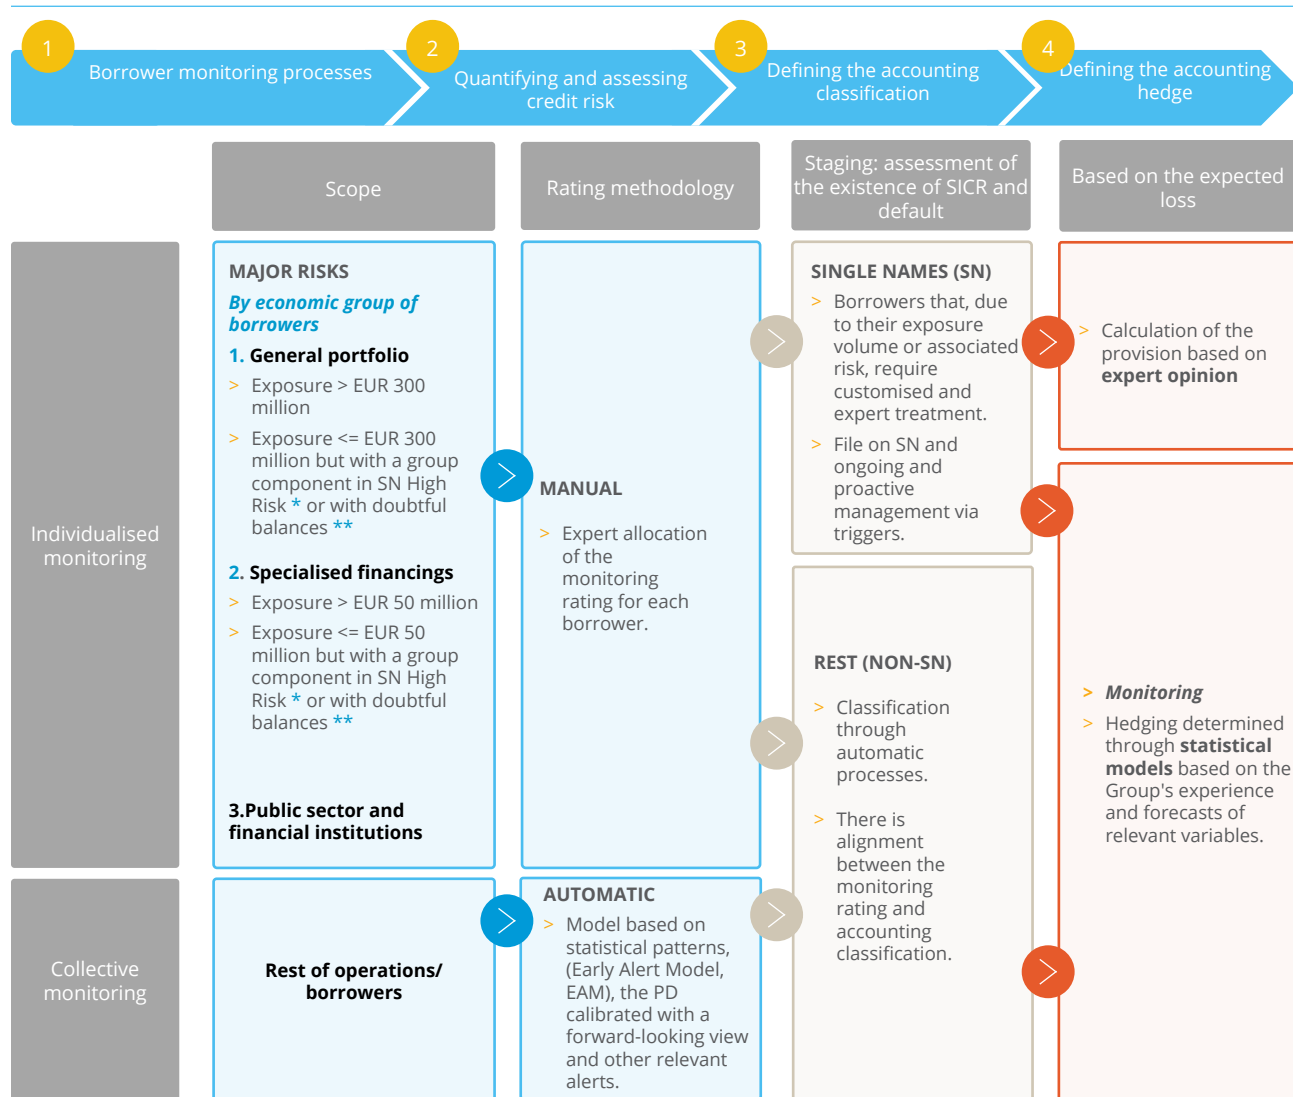 1
Borrower monitoring processes
2
Quantifying and assessing
credit risk
3
Defining the accounting
classification
4
Defining the accounting
hedge
Scope
Rating methodology
Staging: assessment of
the existence of SICR and
default
Based on the expected
loss
Individualised
monitoring
MAJOR RISKS
By economic group of
borrowers
1. General portfolio
> Exposure > EUR 300
million
> Exposure <= EUR 300
million but with a group
component in SN High
Risk * or with doubtful
balances **
2. Specialised financings
> Exposure > EUR 50 million
> Exposure <= EUR 50
million but with a group
component in SN High
Risk * or with doubtful
balances **
3.Public sector and
financial institutions
MANUAL
> Expert allocation
of the
monitoring
rating for each
borrower.
SINGLE NAMES (SN)
> Borrowers that, due
to their exposure
volume or associated
risk, require
customised and
expert treatment.
> File on SN and
ongoing and
proactive
management via
triggers.
> Calculation of the
provision based on
expert opinion
REST (NON-SN)
> Classification
through
automatic
processes.
> There is
alignment
between the
monitoring
rating and
accounting
classification.
> Monitoring
> Hedging determined
through statistical
models based on the
Group's experience
and forecasts of
relevant variables.
Collective
monitoring
Rest of operations/
borrowers
AUTOMATIC
> Model based on
statistical patterns,
(Early Alert Model,
EAM), the PD
calibrated with a
forward-looking view
and other relevant
alerts.